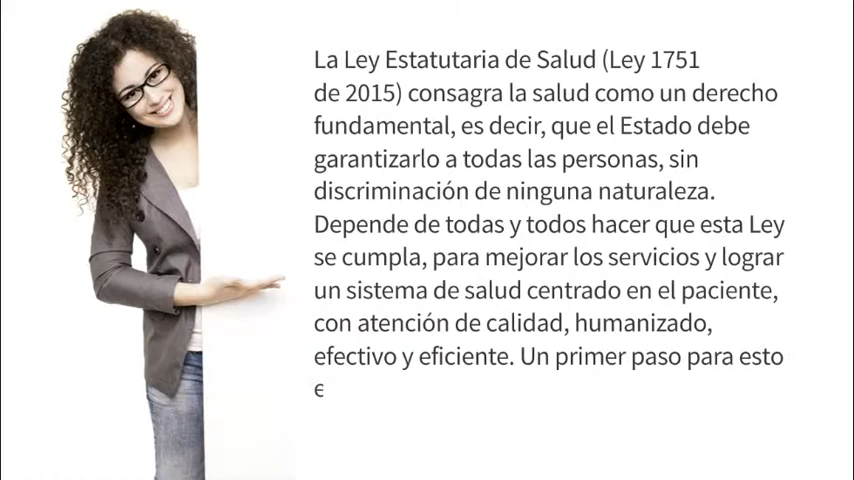 La Ley Estatutaria de Salud (Ley 1751
de 2015) consagra la salud como un derecho
fundamental, es decir, que el Estado debe
garantizarlo a todas las personas, sin
discriminación de ninguna naturaleza.
Depende de todas y todos hacer que esta Ley
se cumpla, para mejorar los servicios y lograr
un sistema de salud centrado en el paciente,
con atención de calidad, humanizado,
efectivo y eficiente. Un primer paso para esto